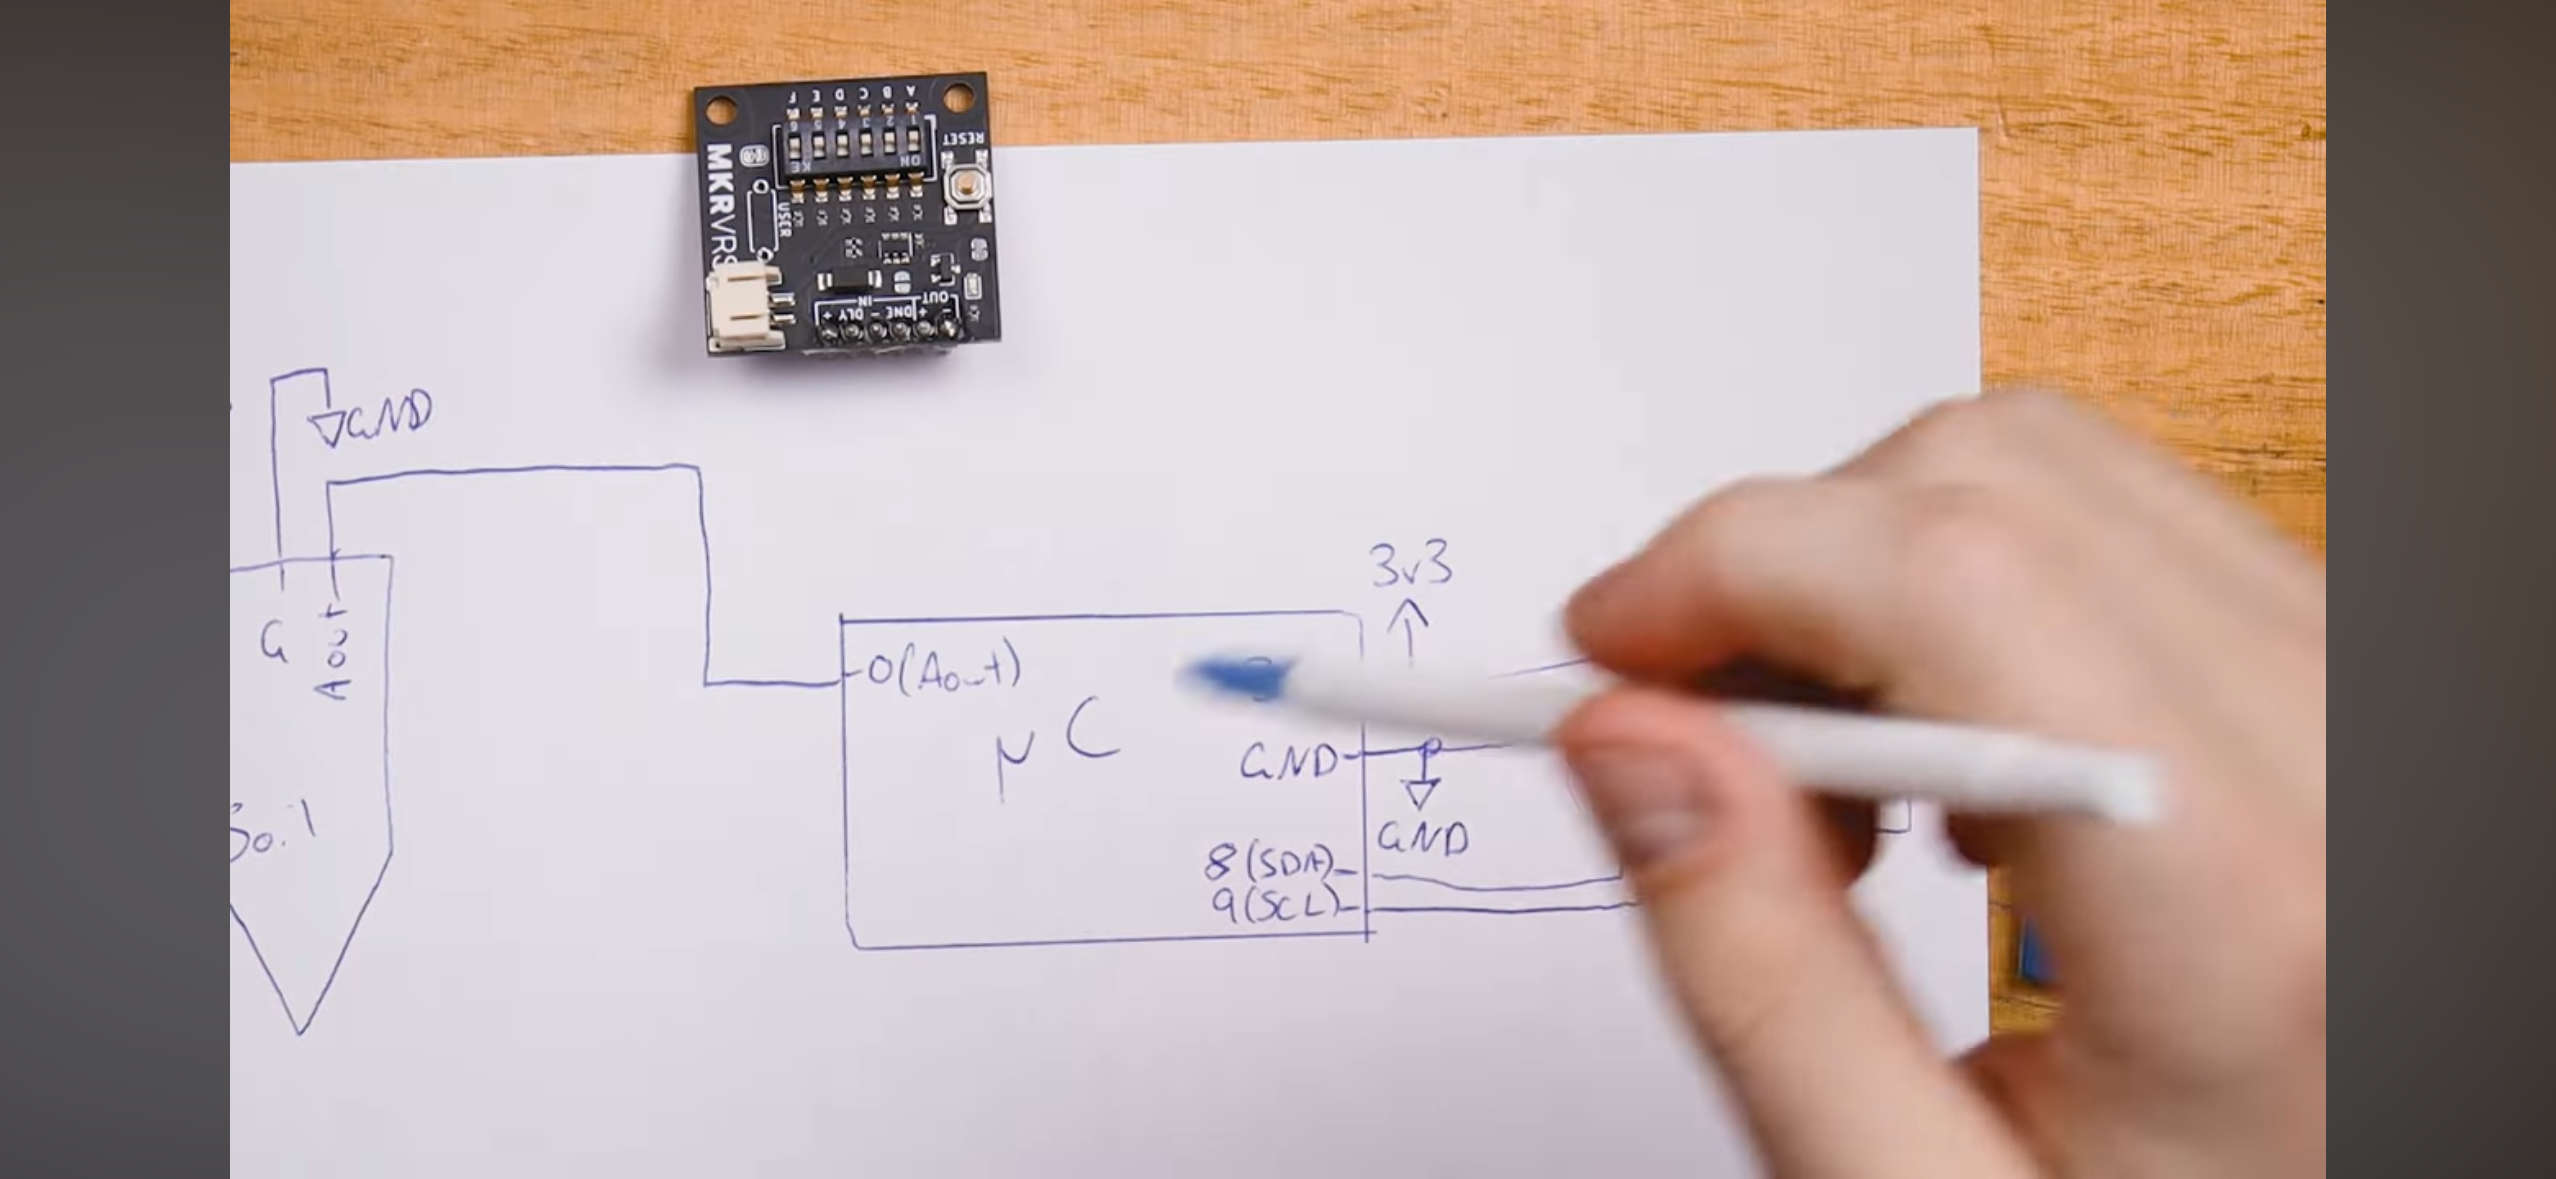 F E D C B A
6 5 4 3 2 1
KE
ON
RESET
MKRVRS
USER
IN
OUT
+ DLY - DNE + -
GND
G
Aout
Soil
3v3
0(Aout)
μC
GND
GND
8(SDA)
9(SCL)